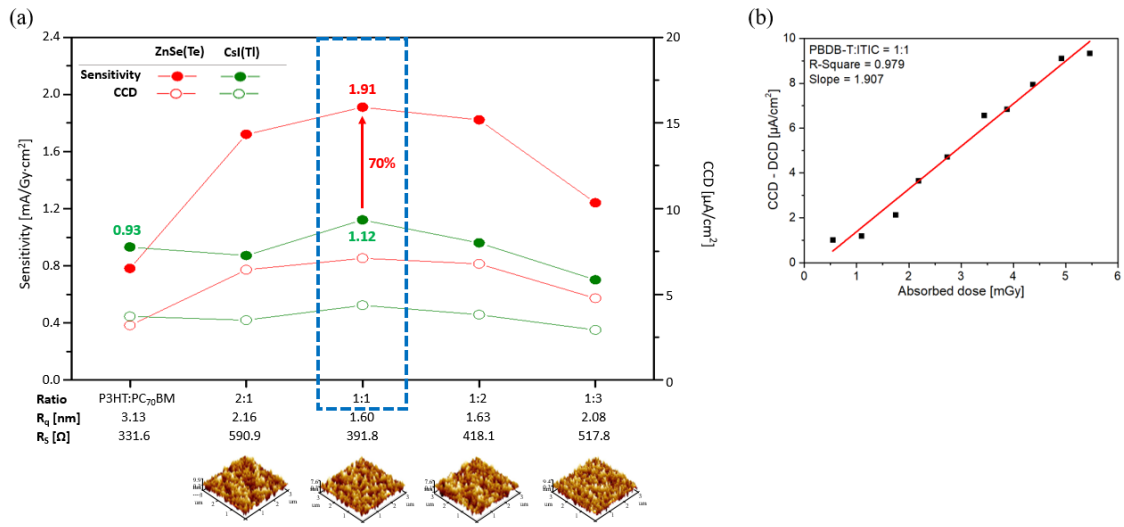 (a)
(b)
2.4
2.0
1.6
1.2
0.8
0.4
0.0
Sensitivity [mA/Gy·cm²]
ZnSe(Te) CsI(Tl)
Sensitivity
CCD
0.93
1.91
70%
1.12
20
15
10
5
0
CCD
[µA/cm²]
Ratio P3HT:PC₇₀BM 2:1 1:1 1:2 1:3
R_q [nm] 3.13 2.16 1.60 1.63 2.08
R_S [Ω] 331.6 590.9 391.8 418.1 517.8
PBDB-T:ITIC = 1:1
R-Square = 0.979
Slope = 1.907
10
8
6
4
2
0
CCD - DCD [µA/cm²]
0 1 2 3 4 5 6
Absorbed dose [mGy]